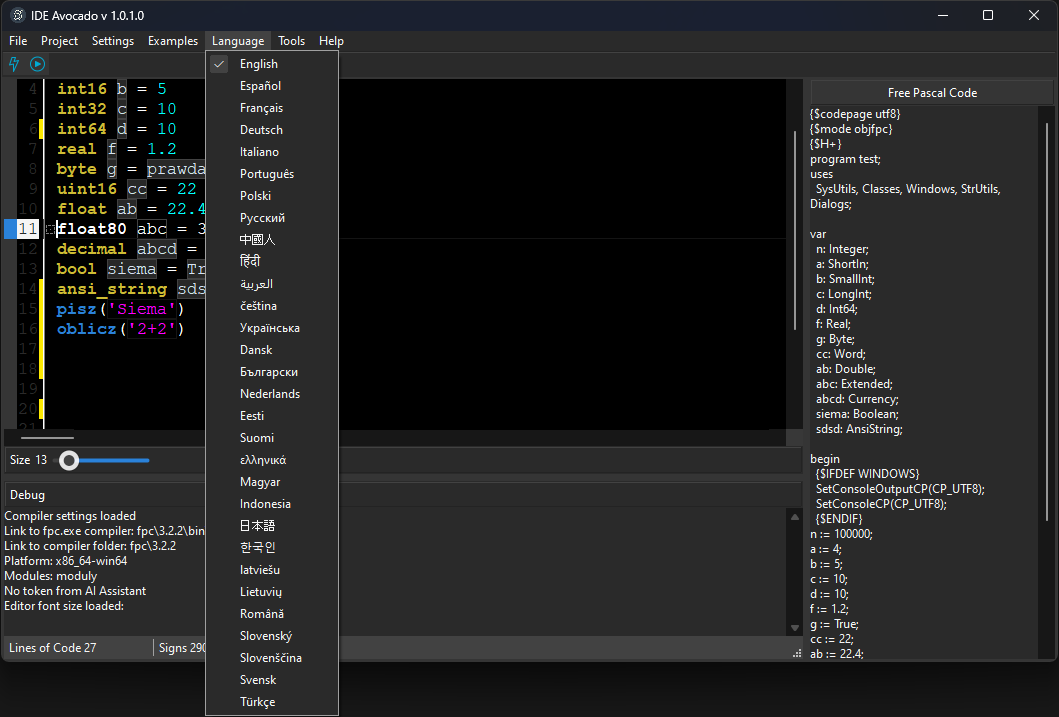 IDE Avocado v 1.0.1.0
File Project Settings Examples Language Tools Help
English
Español
Français
Deutsch
Italiano
Português
Polski
Русский
中國人
हिंदी
العربية
čeština
Українська
Dansk
Български
Nederlands
Eesti
Suomi
ελληνικά
Magyar
Indonesia
日本語
한국인
latviešu
Lietuvių
Română
Slovenský
Slovenščina
Svensk
Türkçe
4 int16 b = 5
5 int32 c = 10
6 int64 d = 10
7 real f = 1.2
8 byte g = prawda
9 uint16 cc = 22
10 float ab = 22.4
11 float80 abc = 3
12 decimal abcd =
13 bool siema = Tr
14 ansi_string sds
15 pisz('Siema')
16 oblicz('2+2')
17
18
19
20
21
Size 13
Debug
Compiler settings loaded
Link to fpc.exe compiler: fpc\3.2.2\bin
Link to compiler folder: fpc\3.2.2
Platform: x86_64-win64
Modules: moduly
No token from AI Assistant
Editor font size loaded:
Lines of Code 27 Signs 290
Free Pascal Code
{$codepage utf8}
{$mode objfpc}
{$H+}
program test;
uses
SysUtils, Classes, Windows, StrUtils,
Dialogs;
var
n: Integer;
a: ShortIn;
b: SmallInt;
c: LongInt;
d: Int64;
f: Real;
g: Byte;
cc: Word;
ab: Double;
abc: Extended;
abcd: Currency;
siema: Boolean;
sdsd: AnsiString;
begin
{$IFDEF WINDOWS}
SetConsoleOutputCP(CP_UTF8);
SetConsoleCP(CP_UTF8);
{$ENDIF}
n := 100000;
a := 4;
b := 5;
c := 10;
d := 10;
f := 1.2;
g := True;
cc := 22;
ab := 22.4;